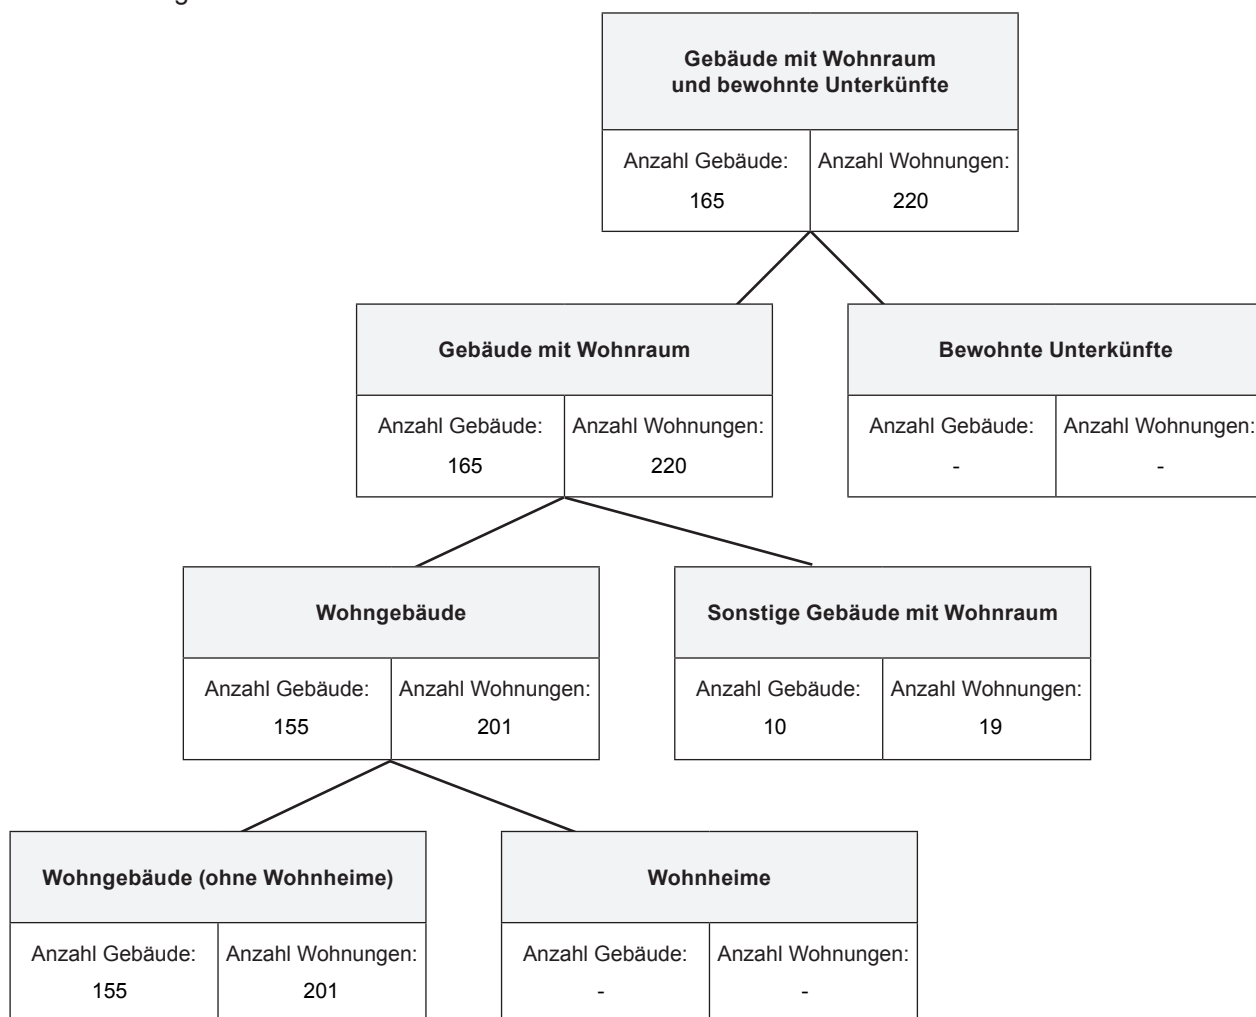 Gebäude mit Wohnraum
und bewohnte Unterkünfte
Anzahl Gebäude: Anzahl Wohnungen:
165 220
Gebäude mit Wohnraum
Anzahl Gebäude: Anzahl Wohnungen:
165 220
Bewohnte Unterkünfte
Anzahl Gebäude: Anzahl Wohnungen:
- -
Wohngebäude
Anzahl Gebäude: Anzahl Wohnungen:
155 201
Sonstige Gebäude mit Wohnraum
Anzahl Gebäude: Anzahl Wohnungen:
10 19
Wohngebäude (ohne Wohnheime)
Anzahl Gebäude: Anzahl Wohnungen:
155 201
Wohnheime
Anzahl Gebäude: Anzahl Wohnungen:
- -